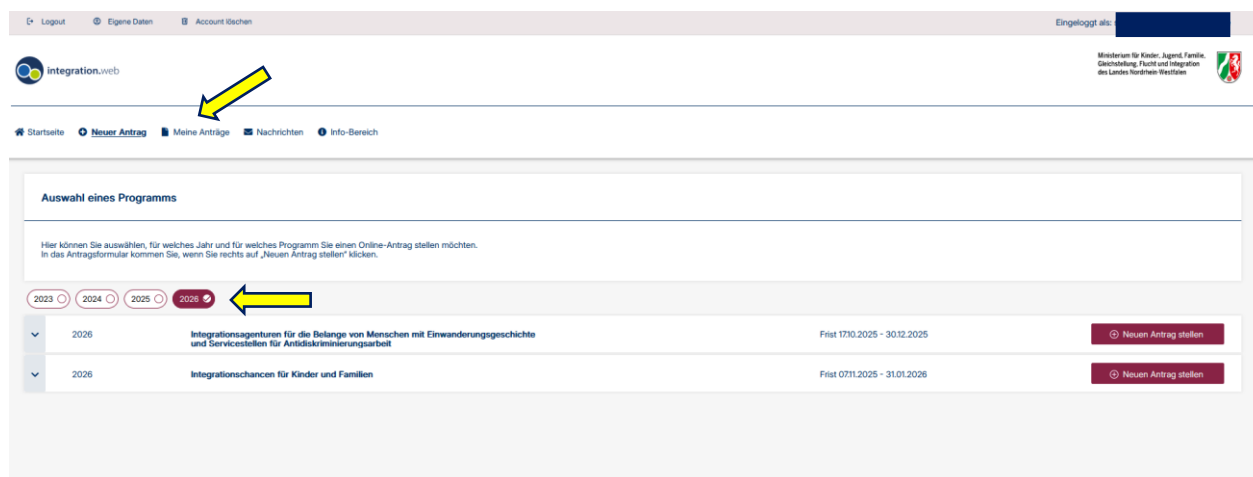 Logout Eigene Daten Account löschen Eingeloggt als:
integration.web
Ministerium für Kinder, Jugend, Familie,
Gleichstellung, Flucht und Integration
des Landes Nordrhein-Westfalen
Startseite Neuer Antrag Meine Anträge Nachrichten Info-Bereich
Auswahl eines Programms
Hier können Sie auswählen, für welches Jahr und für welches Programm Sie einen Online-Antrag stellen möchten.
In das Antragsformular kommen Sie, wenn Sie rechts auf „Neuen Antrag stellen" klicken.
2023 2024 2025 2026
2026 Integrationsagenturen für die Belange von Menschen mit Einwanderungsgeschichte
und Servicestellen für Antidiskriminierungsarbeit Frist 17.10.2025 - 30.12.2025 Neuen Antrag stellen
2026 Integrationschancen für Kinder und Familien Frist 07.11.2025 - 31.01.2026 Neuen Antrag stellen